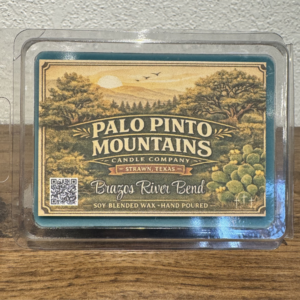 PALO PINTO
MOUNTAINS
CANDLE COMPANY
STRAWN, TEXAS
Brazos River Bend
SOY-BLENDED WAX • HAND POURED